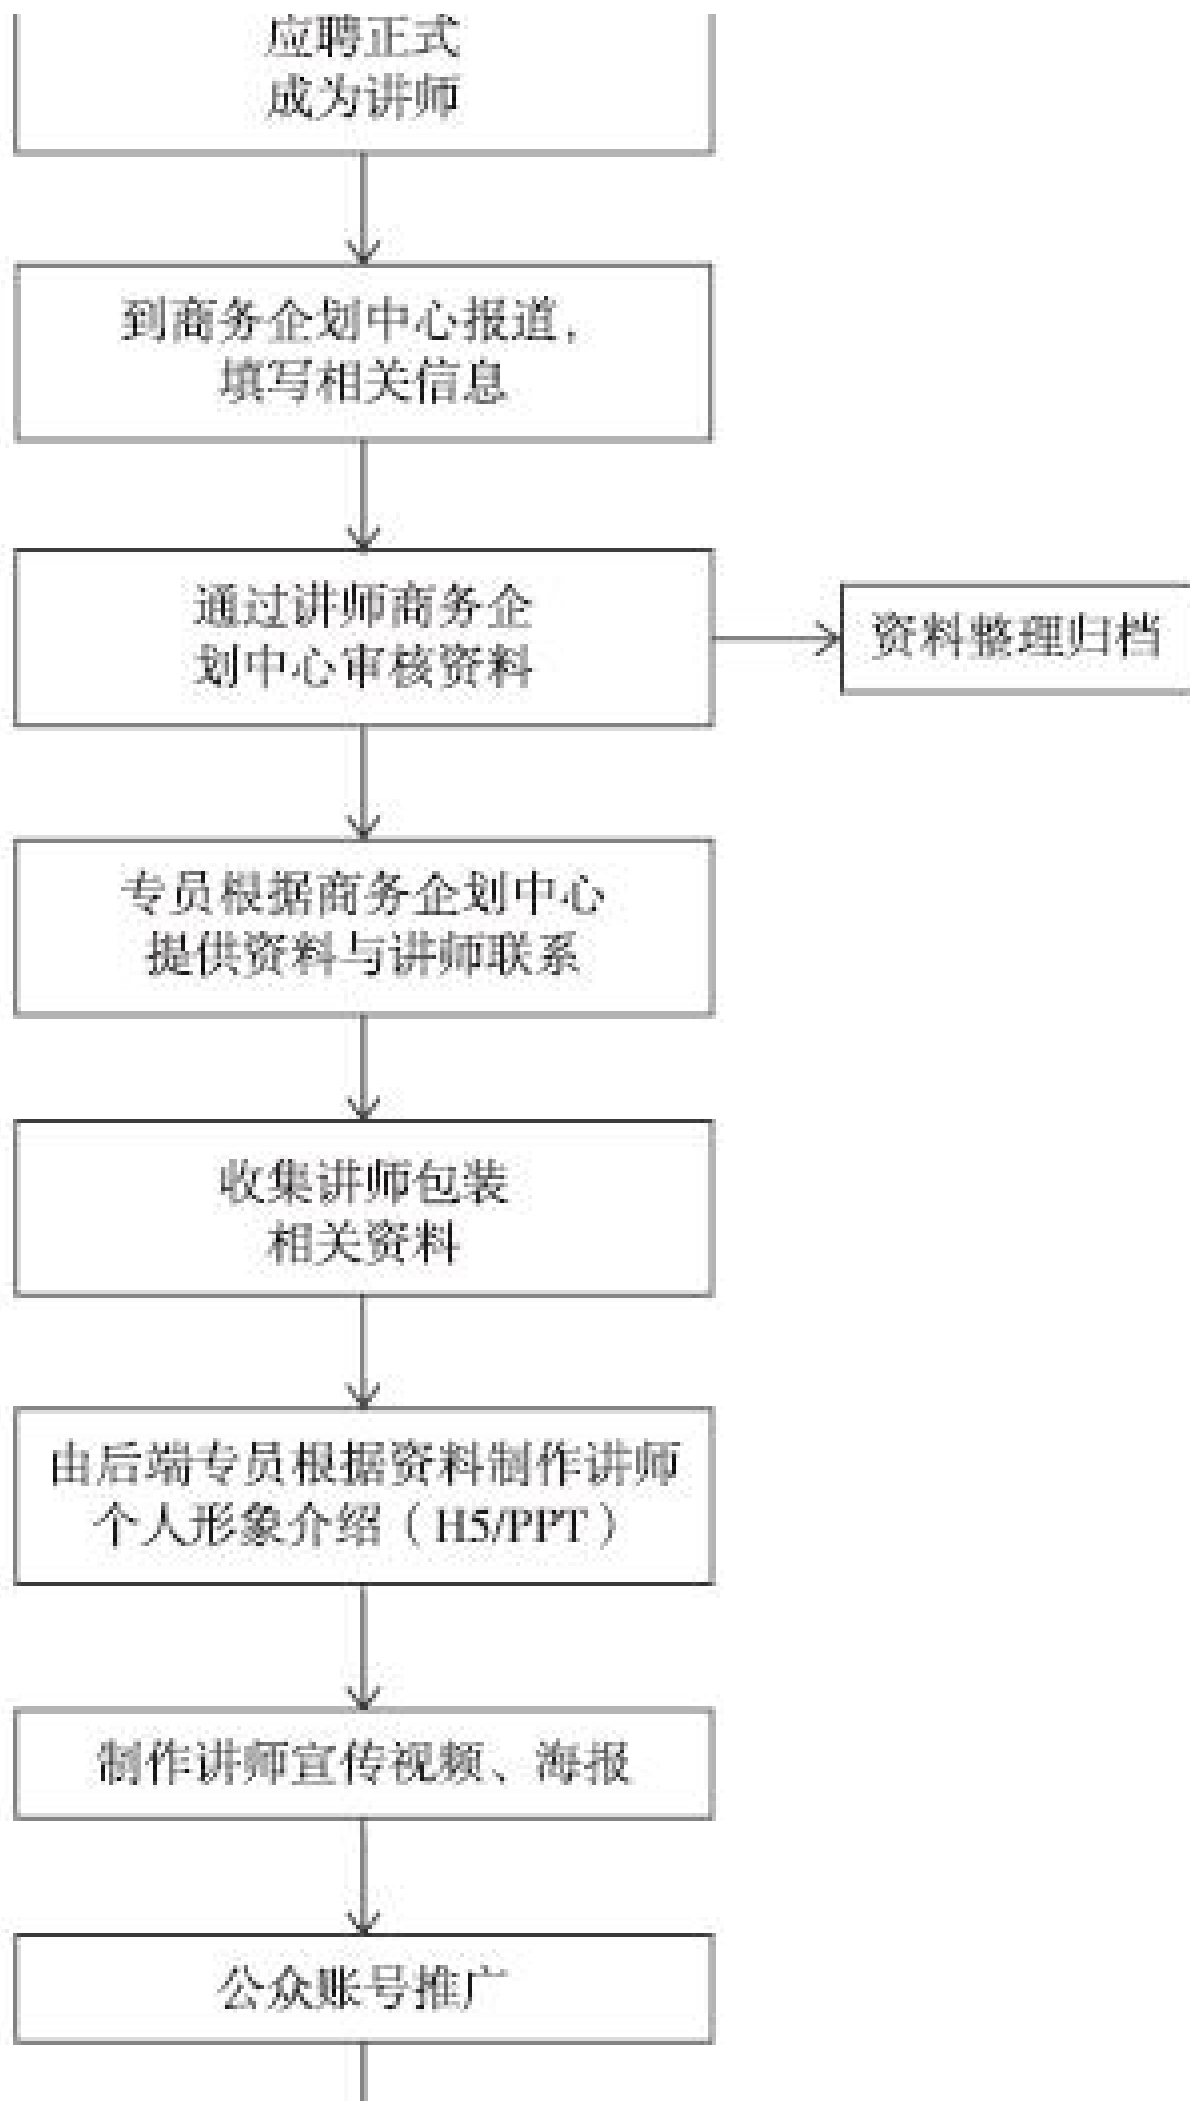 应聘正式
成为讲师
到商务企划中心报道，
填写相关信息
通过讲师商务企
划中心审核资料
资料整理归档
专员根据商务企划中心
提供资料与讲师联系
收集讲师包装
相关资料
由后端专员根据资料制作讲师
个人形象介绍（H5/PPT）
制作讲师宣传视频、海报
公众账号推广